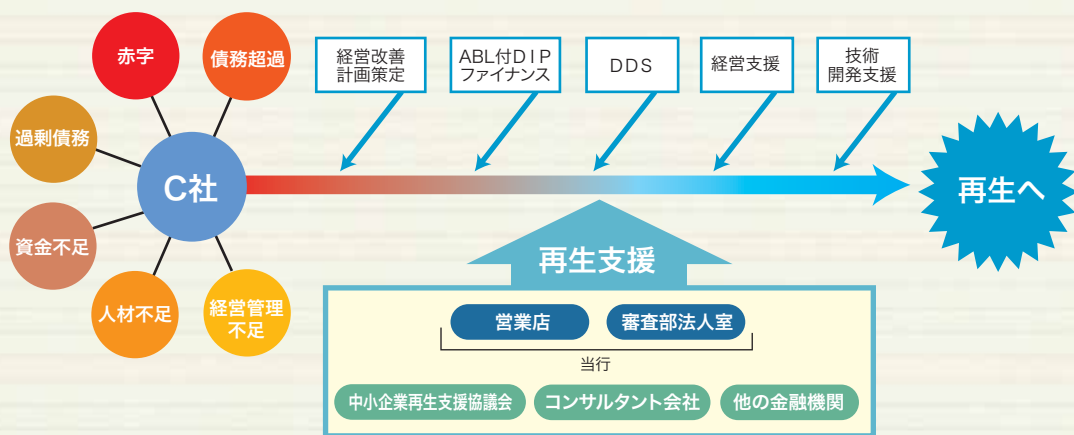 赤字
債務超過
過剰債務
C社
資金不足
人材不足
経営管理
不足
経営改善
計画策定
ABL付DIP
ファイナンス
DDS
経営支援
技術
開発支援
再生へ
再生支援
営業店
審査部法人室
当行
中小企業再生支援協議会
コンサルタント会社
他の金融機関